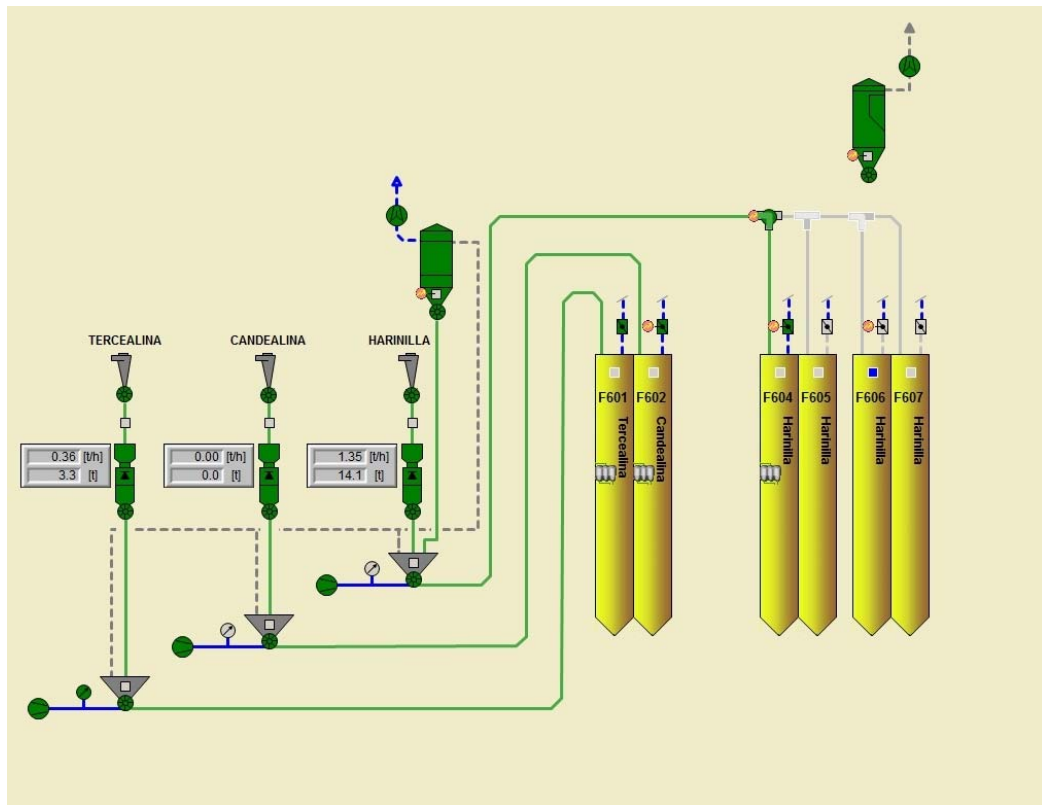 TERCEALINA
CANDEALINA
HARINILLA
0.36 [t/h]
3.3 [t]
0.00 [t/h]
0.0 [t]
1.35 [t/h]
14.1 [t]
F601
Tercealina
F602
Candealina
F604
Harinilla
F605
Harinilla
F606
Harinilla
F607
Harinilla